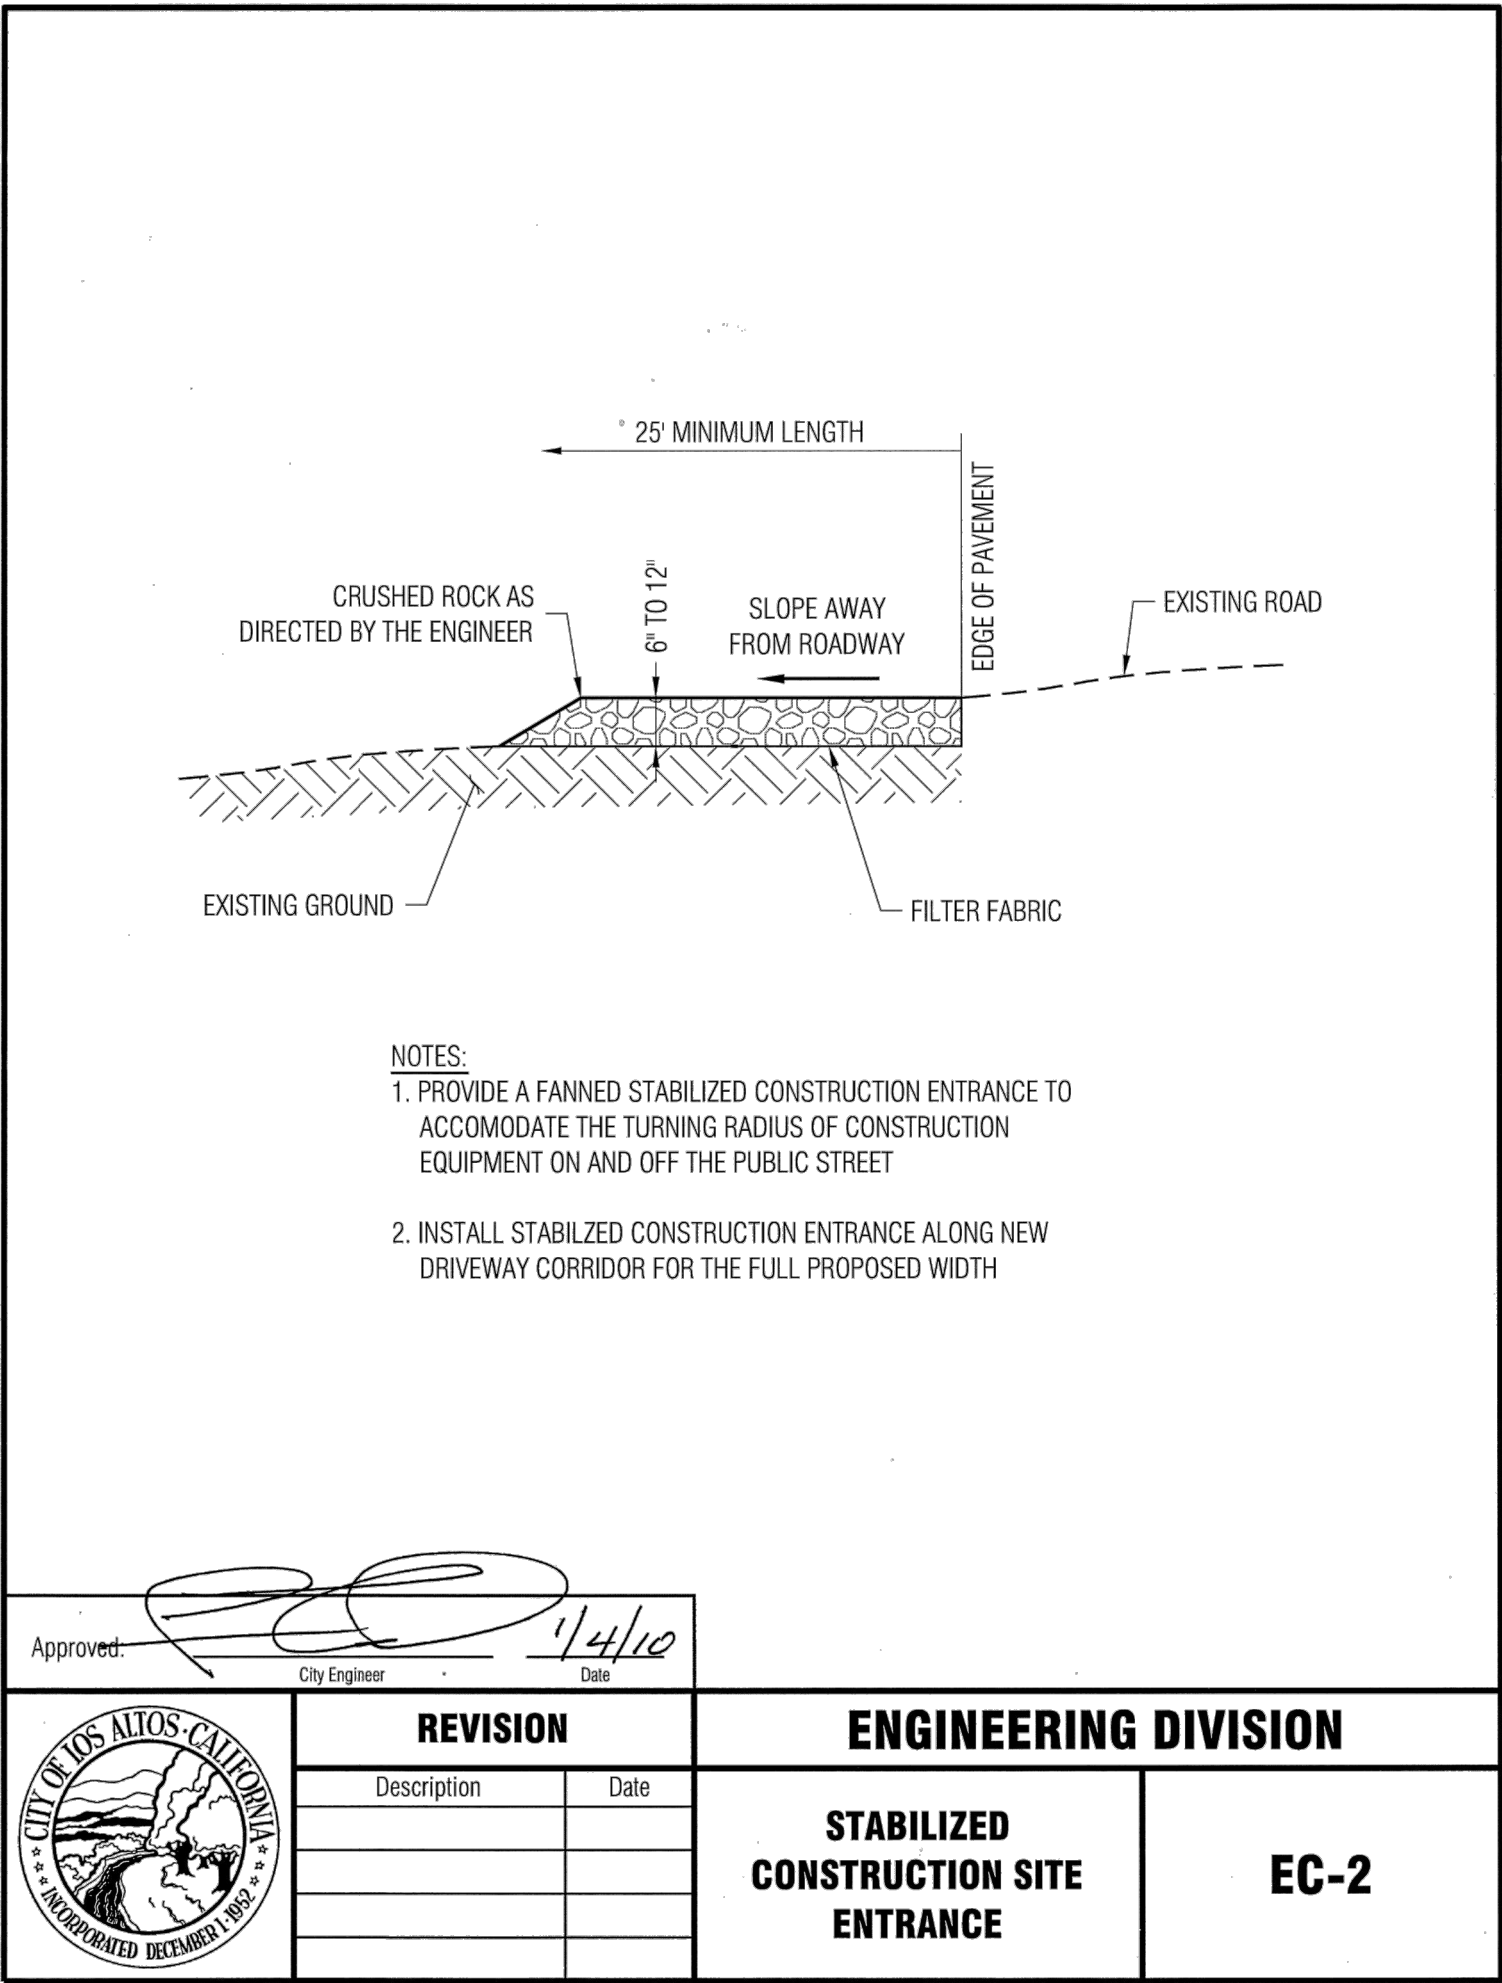 25' MINIMUM LENGTH
EDGE OF PAVEMENT
CRUSHED ROCK AS
DIRECTED BY THE ENGINEER
6" TO 12"
SLOPE AWAY
FROM ROADWAY
EXISTING ROAD
EXISTING GROUND
FILTER FABRIC
NOTES:
1. PROVIDE A FANNED STABILIZED CONSTRUCTION ENTRANCE TO
ACCOMODATE THE TURNING RADIUS OF CONSTRUCTION
EQUIPMENT ON AND OFF THE PUBLIC STREET
2. INSTALL STABILZED CONSTRUCTION ENTRANCE ALONG NEW
DRIVEWAY CORRIDOR FOR THE FULL PROPOSED WIDTH
Approved:
1/4/10
City Engineer
Date
CITY OF LOS ALTOS · CALIFORNIA
INCORPORATED DECEMBER 1·1952
REVISION
Description
Date
ENGINEERING DIVISION
STABILIZED
CONSTRUCTION SITE
ENTRANCE
EC-2